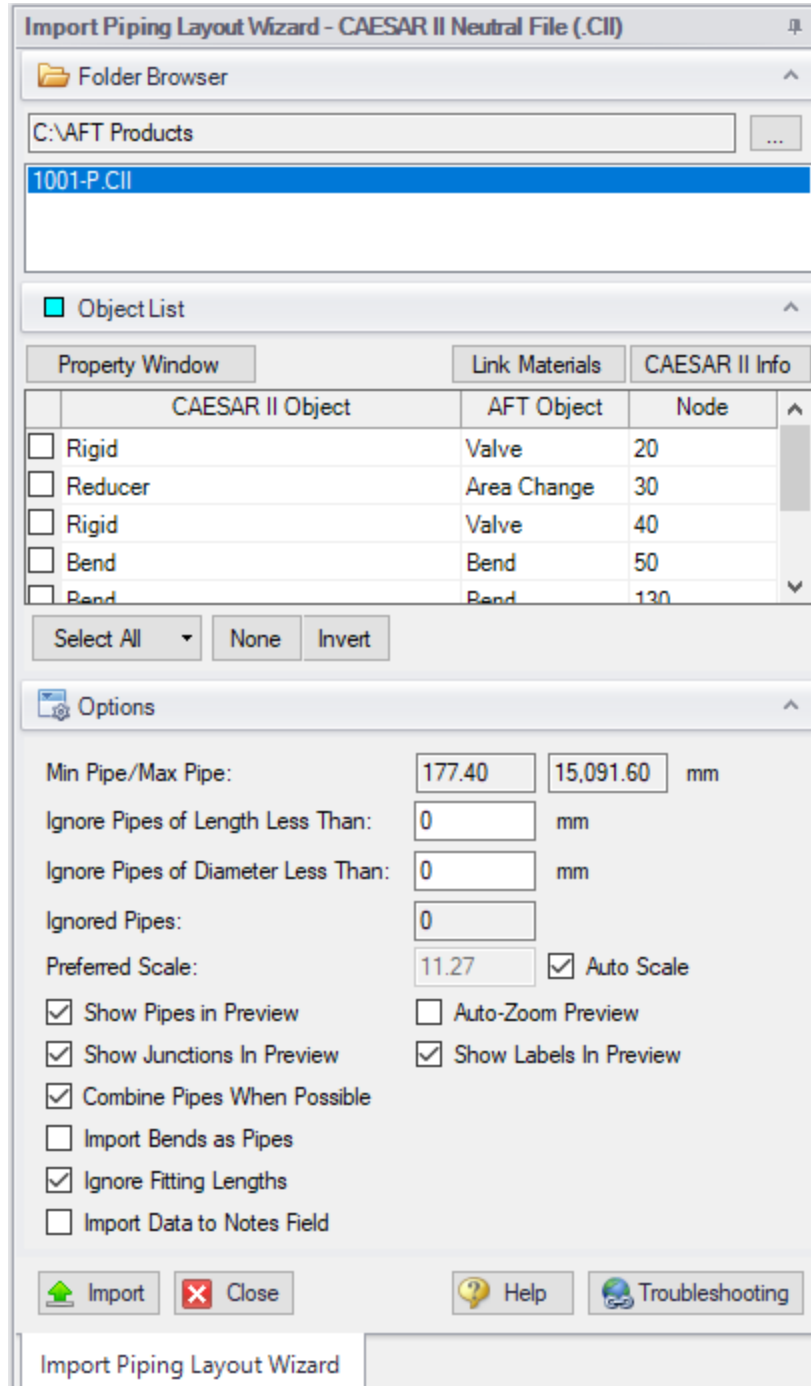 Import Piping Layout Wizard - CAESAR II Neutral File (.CII)
Folder Browser
C:\AFT Products
...
1001-P.CII
Object List
Property Window Link Materials CAESAR II Info
CAESAR II Object AFT Object Node
Rigid Valve 20
Reducer Area Change 30
Rigid Valve 40
Bend Bend 50
Bend Bend 130
Select All None Invert
Options
Min Pipe/Max Pipe: 177.40 15,091.60 mm
Ignore Pipes of Length Less Than: 0 mm
Ignore Pipes of Diameter Less Than: 0 mm
Ignored Pipes: 0
Preferred Scale: 11.27 Auto Scale
Show Pipes in Preview Auto-Zoom Preview
Show Junctions In Preview Show Labels In Preview
Combine Pipes When Possible
Import Bends as Pipes
Ignore Fitting Lengths
Import Data to Notes Field
Import Close Help Troubleshooting
Import Piping Layout Wizard